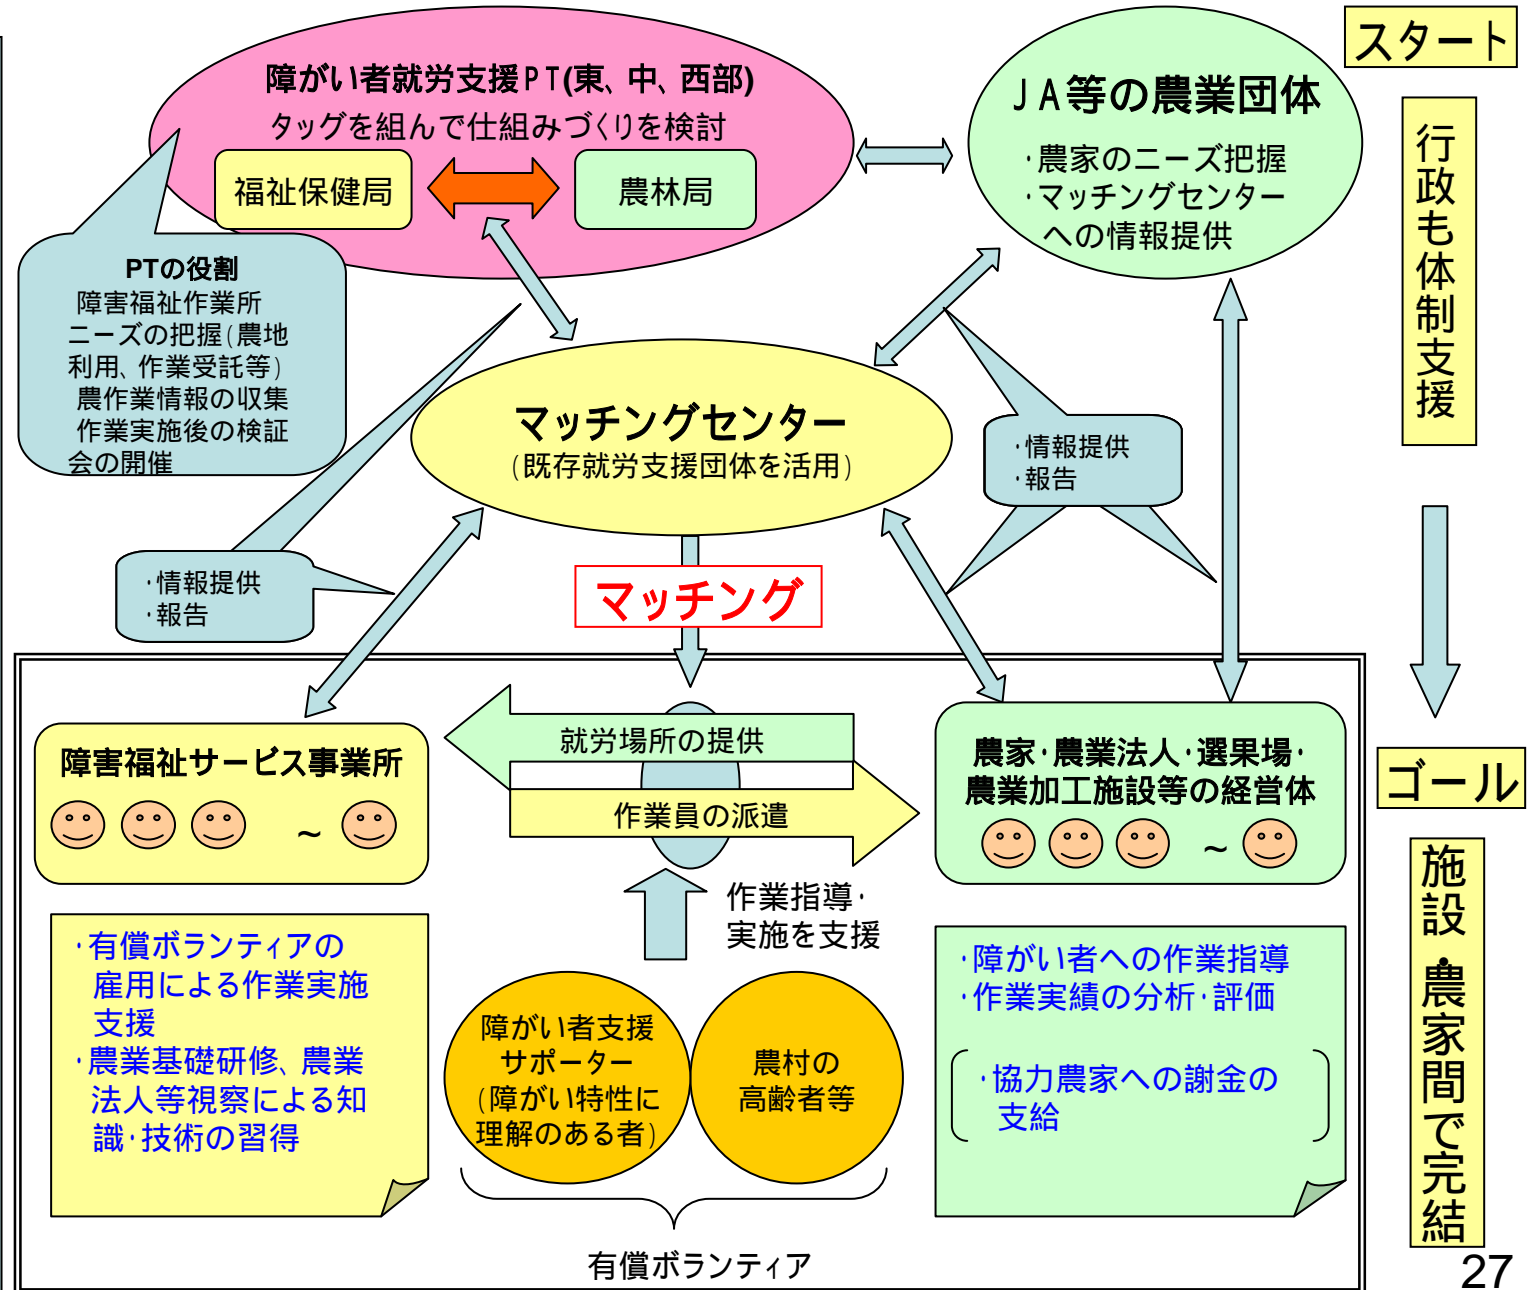 障がい者就労支援PT(東、中、西部)
タッグを組んで仕組みづくりを検討
福祉保健局
農林局
JA等の農業団体
・農家のニーズ把握
・マッチングセンター
への情報提供
スタート
行政も体制支援
PTの役割
障害福祉作業所
ニーズの把握(農地
利用、作業受託等)
農作業情報の収集
作業実施後の検証
会の開催
マッチングセンター
(既存就労支援団体を活用)
・情報提供
・報告
・情報提供
・報告
マッチング
障害福祉サービス事業所
~
就労場所の提供
作業員の派遣
農家・農業法人・選果場・
農業加工施設等の経営体
~
ゴール
施設・農家間で完結
作業指導・
実施を支援
・有償ボランティアの
雇用による作業実施
支援
・農業基礎研修、農業
法人等視察による知
識・技術の習得
障がい者支援
サポーター
(障がい特性に
理解のある者)
農村の
高齢者等
・障がい者への作業指導
・作業実績の分析・評価
・協力農家への謝金の
支給
有償ボランティア
27